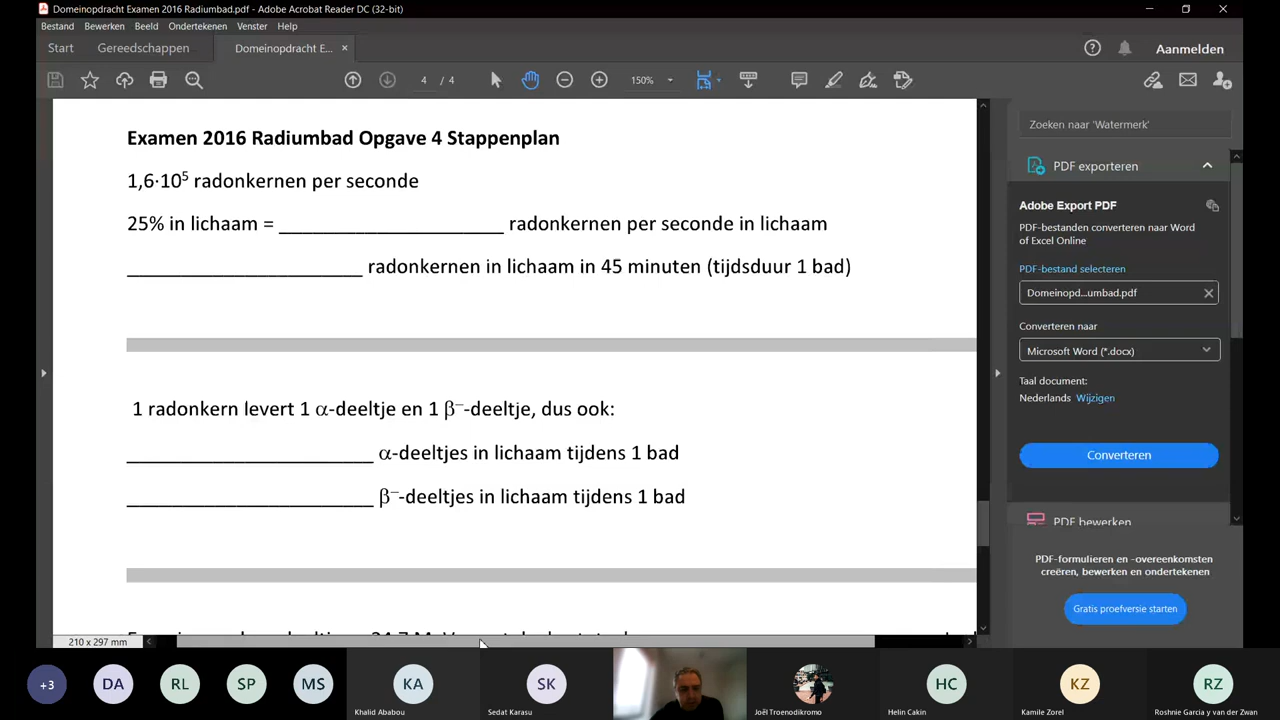 Domeinopdracht Examen 2016 Radiumbad.pdf - Adobe Acrobat Reader DC (32-bit)
Bestand Bewerken Beeld Ondertekenen Venster Help
Start Gereedschappen Domeinopdracht E... × Aanmelden
4 / 4 150%
Examen 2016 Radiumbad Opgave 4 Stappenplan
1,6·10⁵ radonkernen per seconde
25% in lichaam = ____________________ radonkernen per seconde in lichaam
_____________________ radonkernen in lichaam in 45 minuten (tijdsduur 1 bad)
1 radonkern levert 1 α-deeltje en 1 β⁻-deeltje, dus ook:
______________________ α-deeltjes in lichaam tijdens 1 bad
______________________ β⁻-deeltjes in lichaam tijdens 1 bad
210 x 297 mm
Zoeken naar 'Watermerk'
PDF exporteren
Adobe Export PDF
PDF-bestanden converteren naar Word
of Excel Online
PDF-bestand selecteren
Domeinopd...umbad.pdf
Converteren naar
Microsoft Word (*.docx)
Taal document:
Nederlands Wijzigen
Converteren
PDF bewerken
PDF-formulieren en -overeenkomsten
creëren, bewerken en ondertekenen
Gratis proefversie starten
+3 DA RL SP MS KA SK HC KZ RZ
Khalid Ababou Sedat Karasu Joël Troenodikromo Helin Cakin Kamile Zorel Roshnie Garcia y van der Zwan